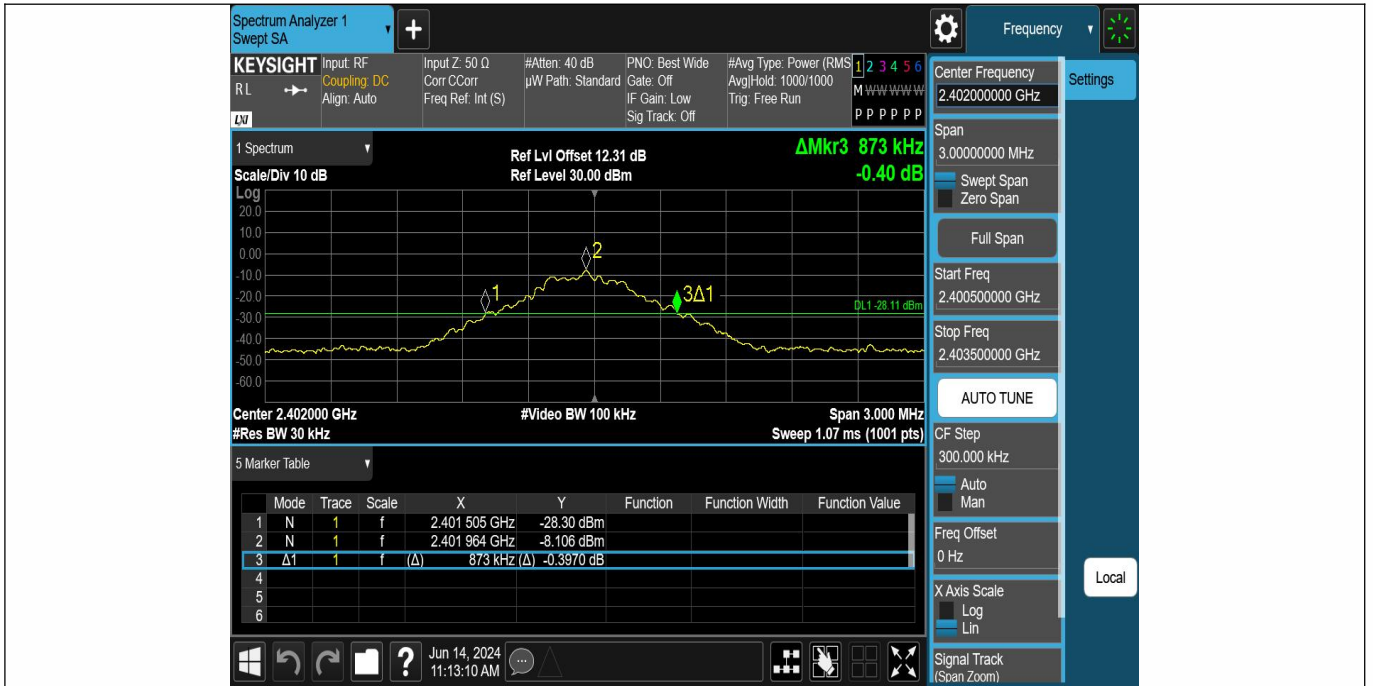 Spectrum Analyzer 1
Swept SA
+
Frequency
KEYSIGHT
RL
LXI
Input: RF
Coupling: DC
Align: Auto
Input Z: 50 Ω
Corr CCorr
Freq Ref: Int (S)
#Atten: 40 dB
µW Path: Standard
PNO: Best Wide
Gate: Off
IF Gain: Low
Sig Track: Off
#Avg Type: Power (RMS
Avg|Hold: 1000/1000
Trig: Free Run
1 2 3 4 5 6
M W W W W W
P P P P P P
Center Frequency
2.402000000 GHz
Settings
Span
3.00000000 MHz
Swept Span
Zero Span
Full Span
Start Freq
2.400500000 GHz
Stop Freq
2.403500000 GHz
AUTO TUNE
CF Step
300.000 kHz
Auto
Man
Freq Offset
0 Hz
X Axis Scale
Log
Lin
Signal Track
(Span Zoom)
Local
1 Spectrum
Scale/Div 10 dB
Ref Lvl Offset 12.31 dB
Ref Level 30.00 dBm
ΔMkr3 873 kHz
-0.40 dB
Log
20.0
10.0
0.00
-10.0
-20.0
-30.0
-40.0
-50.0
-60.0
1
2
3Δ1
DL1 -28.11 dBm
Center 2.402000 GHz
#Res BW 30 kHz
#Video BW 100 kHz
Span 3.000 MHz
Sweep 1.07 ms (1001 pts)
5 Marker Table
Mode Trace Scale X Y Function Function Width Function Value
1 N 1 f 2.401 505 GHz -28.30 dBm
2 N 1 f 2.401 964 GHz -8.106 dBm
3 Δ1 1 f (Δ) 873 kHz (Δ) -0.3970 dB
4
5
6
?
Jun 14, 2024
11:13:10 AM